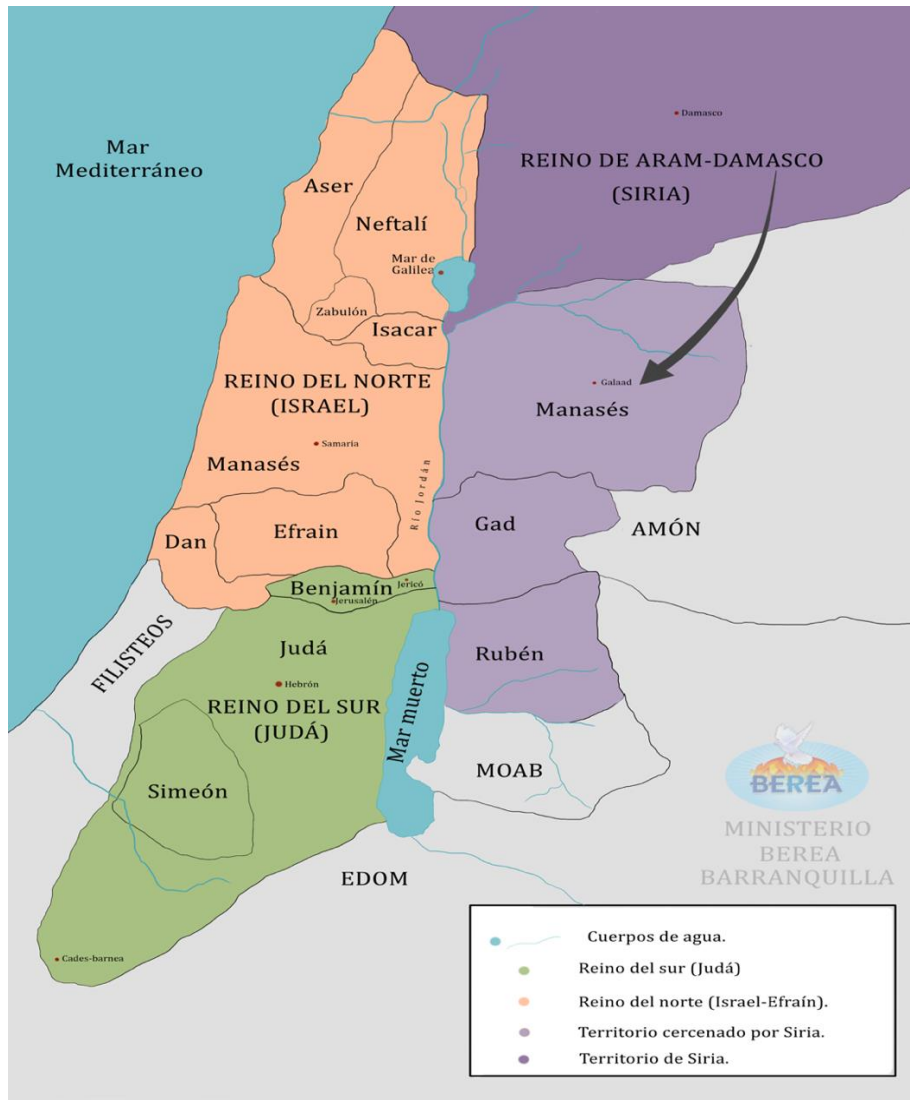 Mar
Mediterráneo
Damasco
REINO DE ARAM-DAMASCO
(SIRIA)
Aser
Neftalí
Mar de
Galilea
Zabulón
Isacar
REINO DEL NORTE
(ISRAEL)
Galaad
Manasés
Samaria
Manasés
Río Jordán
Gad
AMÓN
Dan
Efrain
Benjamín
Jericó
Jerusalén
FILISTEOS
Judá
Rubén
Hebrón
REINO DEL SUR
(JUDÁ)
Mar muerto
MOAB
Simeón
EDOM
Cades-barnea
BEREA
MINISTERIO
BEREA
BARRANQUILLA
Cuerpos de agua.
Reino del sur (Judá)
Reino del norte (Israel-Efraín).
Territorio cercenado por Siria.
Territorio de Siria.